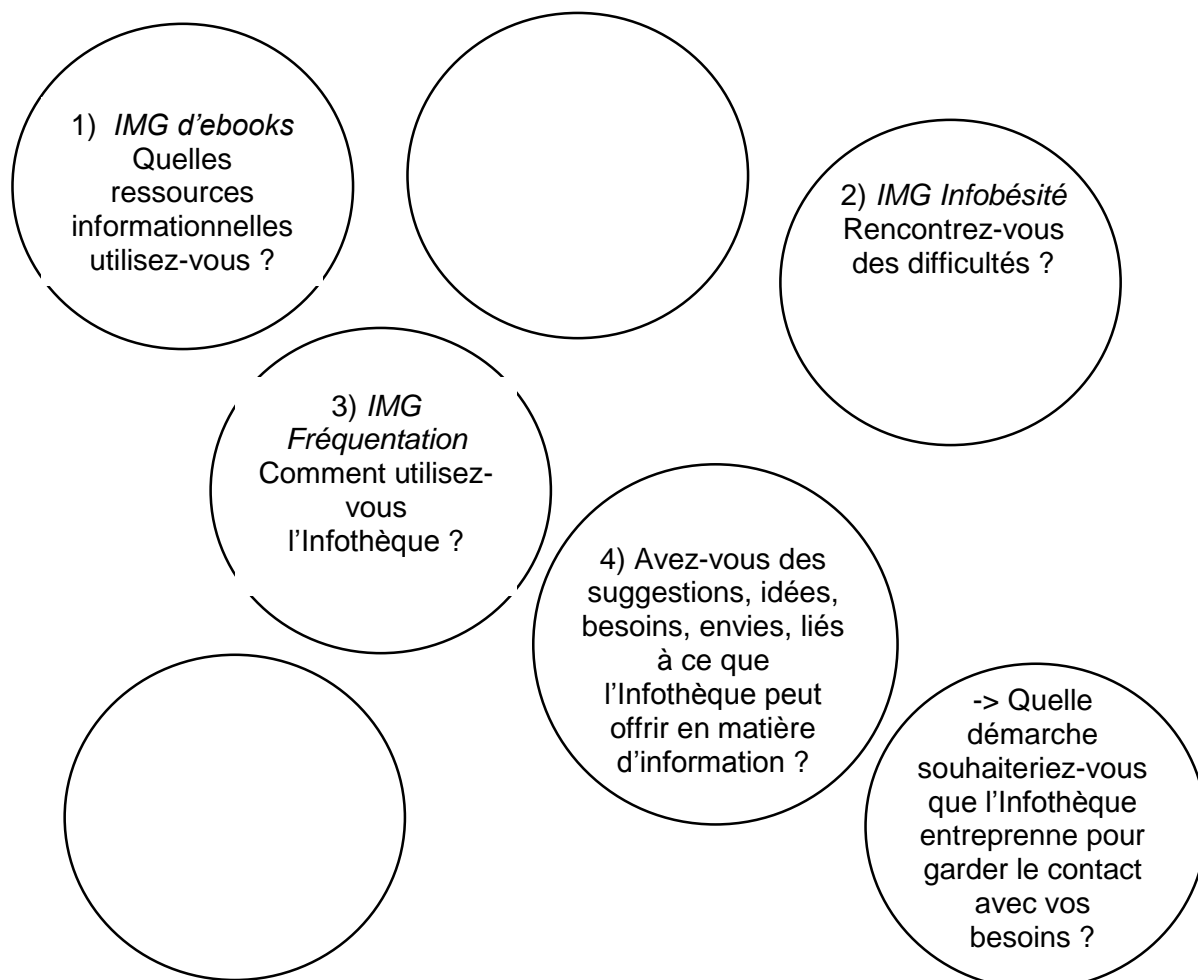 1) IMG d’ebooks
Quelles
ressources
informationnelles
utilisez-vous ?
2) IMG Infobésité
Rencontrez-vous
des difficultés ?
3) IMG
Fréquentation
Comment utilisez-
vous
l’Infothèque ?
4) Avez-vous des
suggestions, idées,
besoins, envies, liés
à ce que
l’Infothèque peut
offrir en matière
d’information ?
-> Quelle
démarche
souhaiteriez-vous
que l’Infothèque
entreprenne pour
garder le contact
avec vos
besoins ?